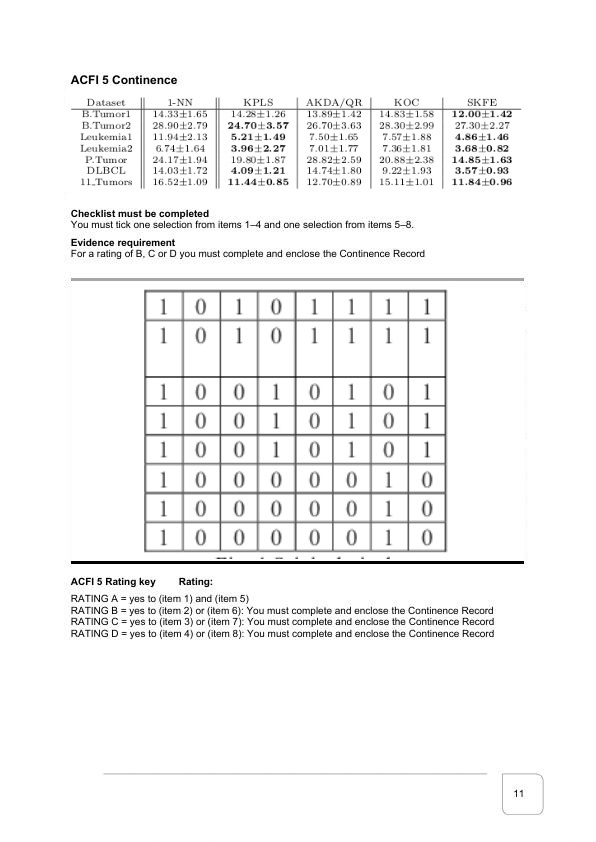 ACFI 5 Continence
Dataset 1-NN KPLS AKDA/QR KOC SKFE
B.Tumor1 14.33±1.65 14.28±1.26 13.89±1.42 14.83±1.58 12.00±1.42
B.Tumor2 28.90±2.79 24.70±3.57 26.70±3.63 28.30±2.99 27.30±2.27
Leukemia1 11.94±2.13 5.21±1.49 7.50±1.65 7.57±1.88 4.86±1.46
Leukemia2 6.74±1.64 3.96±2.27 7.01±1.77 7.36±1.81 3.68±0.82
P.Tumor 24.17±1.94 19.80±1.87 28.82±2.59 20.88±2.38 14.85±1.63
DLBCL 14.03±1.72 4.09±1.21 14.74±1.80 9.22±1.93 3.57±0.93
11_Tumors 16.52±1.09 11.44±0.85 12.70±0.89 15.11±1.01 11.84±0.96
Checklist must be completed
You must tick one selection from items 1–4 and one selection from items 5–8.
Evidence requirement
For a rating of B, C or D you must complete and enclose the Continence Record
1 0 1 0 1 1 1 1
1 0 1 0 1 1 1 1
1 0 0 1 0 1 0 1
1 0 0 1 0 1 0 1
1 0 0 1 0 1 0 1
1 0 0 0 0 0 1 0
1 0 0 0 0 0 1 0
1 0 0 0 0 0 1 0
ACFI 5 Rating key Rating:
RATING A = yes to (item 1) and (item 5)
RATING B = yes to (item 2) or (item 6): You must complete and enclose the Continence Record
RATING C = yes to (item 3) or (item 7): You must complete and enclose the Continence Record
RATING D = yes to (item 4) or (item 8): You must complete and enclose the Continence Record
11